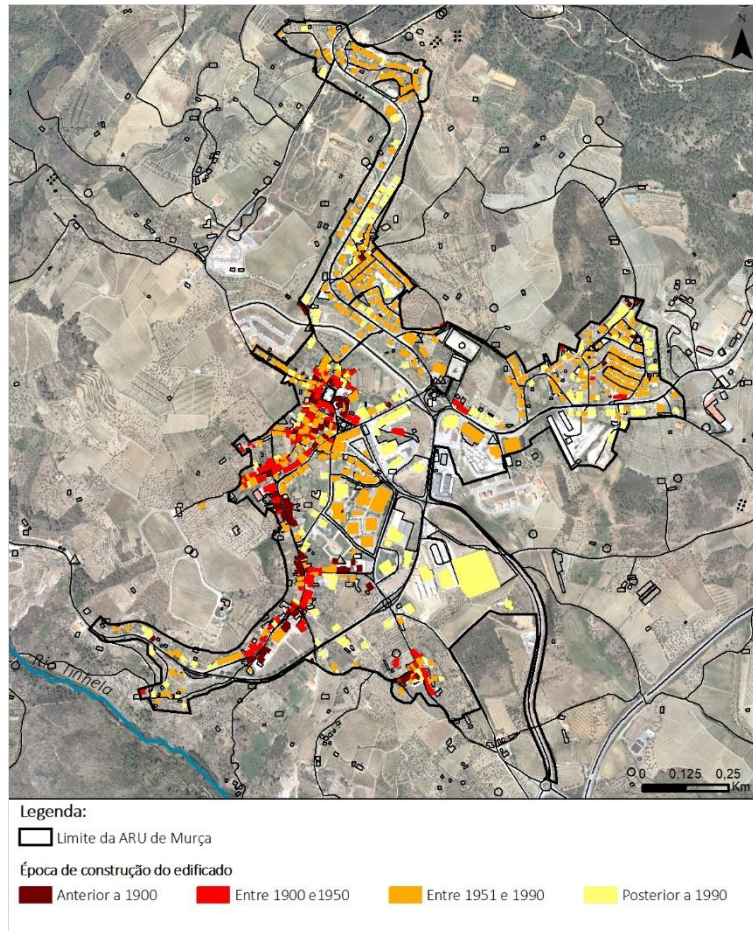 N
Rio Tinhela
0 0,125 0,25
Km
Legenda:
Limite da ARU de Murça
Época de construção do edificado
Anterior a 1900 Entre 1900 e1950 Entre 1951 e 1990 Posterior a 1990